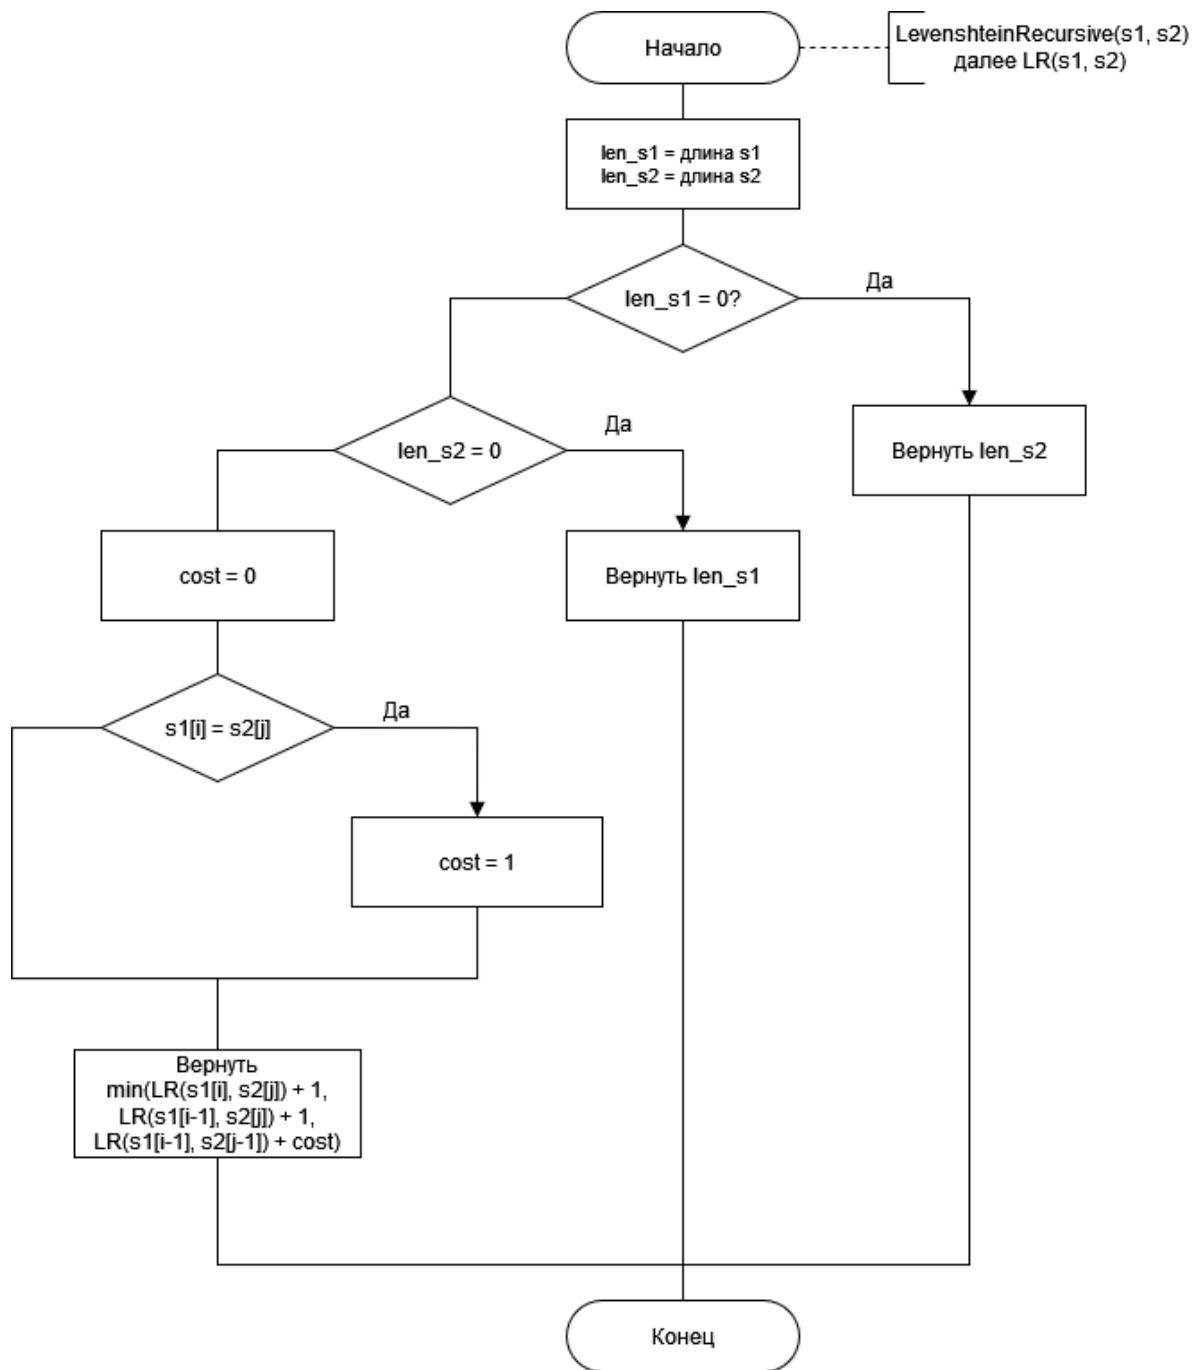 Начало
LevenshteinRecursive(s1, s2)
далее LR(s1, s2)
len_s1 = длина s1
len_s2 = длина s2
len_s1 = 0?
Да
len_s2 = 0
Да
Вернуть len_s2
cost = 0
Вернуть len_s1
s1[i] = s2[j]
Да
cost = 1
Вернуть
min(LR(s1[i], s2[j]) + 1,
LR(s1[i-1], s2[j]) + 1,
LR(s1[i-1], s2[j-1]) + cost)
Конец